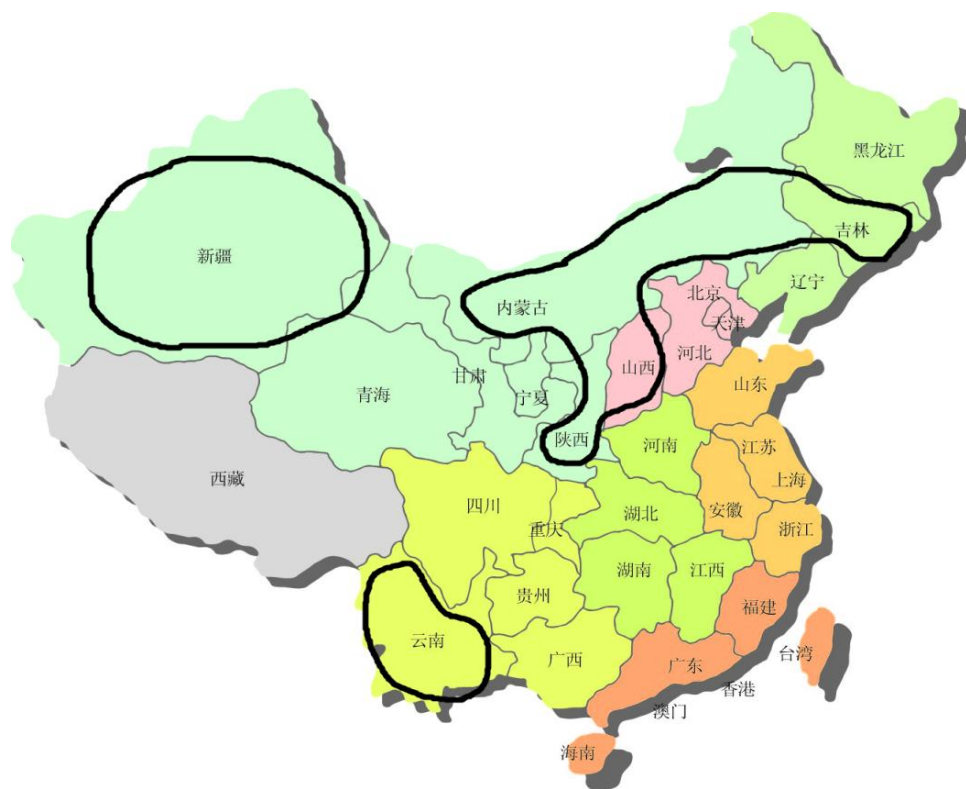 黑龙江
吉林
新疆
辽宁
内蒙古
北京
天津
山西
河北
甘肃
山东
青海
宁夏
陕西
河南
江苏
西藏
上海
四川
安徽
湖北
重庆
浙江
湖南
江西
贵州
福建
云南
台湾
广西
广东
香港
澳门
海南